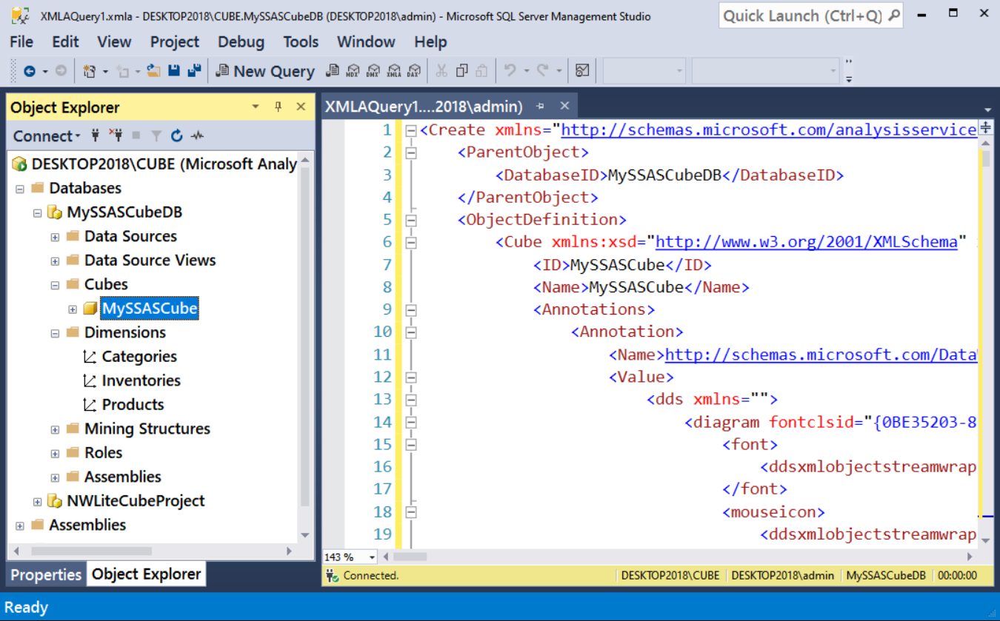 XMLAQuery1.xmla - DESKTOP2018\CUBE.MySSASCubeDB (DESKTOP2018\admin) - Microsoft SQL Server Management Studio
Quick Launch (Ctrl+Q)
File Edit View Project Debug Tools Window Help
New Query MDX DMX XMLA DAX
Object Explorer
Connect
DESKTOP2018\CUBE (Microsoft Analy
Databases
MySSASCubeDB
Data Sources
Data Source Views
Cubes
MySSASCube
Dimensions
Categories
Inventories
Products
Mining Structures
Roles
Assemblies
NWLiteCubeProject
Assemblies
Properties Object Explorer
XMLAQuery1....2018\admin)
1 <Create xmlns="http://schemas.microsoft.com/analysisservice
2 <ParentObject>
3 <DatabaseID>MySSASCubeDB</DatabaseID>
4 </ParentObject>
5 <ObjectDefinition>
6 <Cube xmlns:xsd="http://www.w3.org/2001/XMLSchema"
7 <ID>MySSASCube</ID>
8 <Name>MySSASCube</Name>
9 <Annotations>
10 <Annotation>
11 <Name>http://schemas.microsoft.com/Data
12 <Value>
13 <dds xmlns="">
14 <diagram fontclsid="{0BE35203-8
15 <font>
16 <ddsxmlobjectstreamwrap
17 </font>
18 <mouseicon>
19 <ddsxmlobjectstreamwrap
143 %
Connected. DESKTOP2018\CUBE DESKTOP2018\admin MySSASCubeDB 00:00:00
Ready